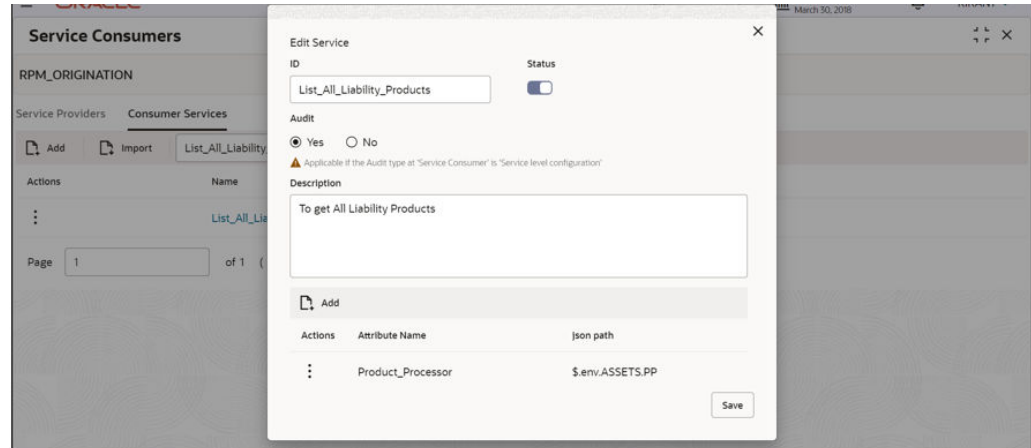 March 30, 2018
Service Consumers
RPM_ORIGINATION
Service Providers Consumer Services
Add Import List_All_Liability
Actions Name
List_All_Lia
Page 1 of 1 (
Edit Service
ID Status
List_All_Liability_Products
Audit
Yes No
Applicable if the Audit type at 'Service Consumer' is 'Service level configuration'
Description
To get All Liability Products
Add
Actions Attribute Name json path
Product_Processor $.env.ASSETS.PP
Save